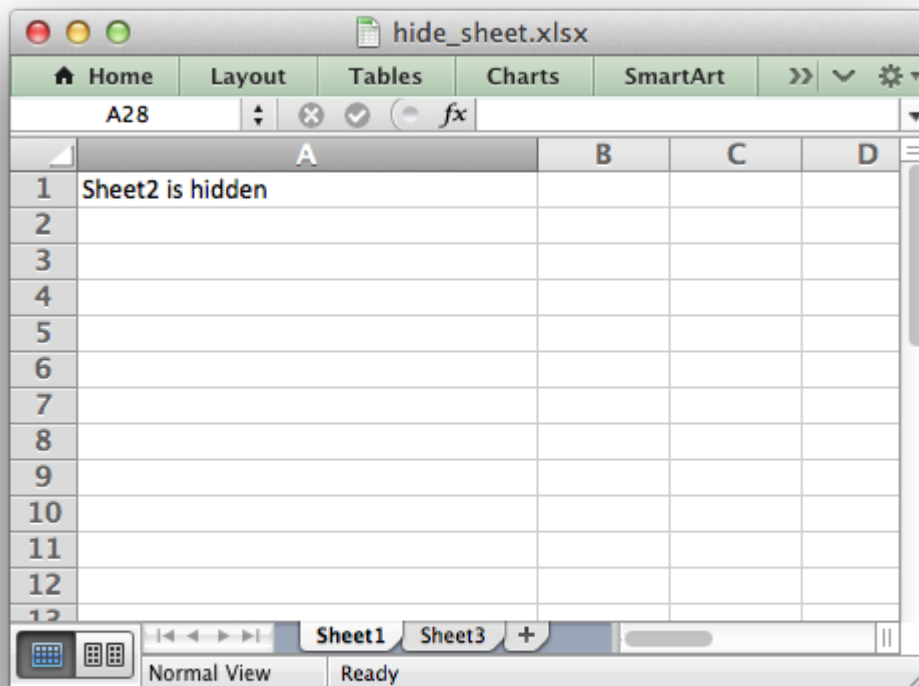 hide_sheet.xlsx
Home Layout Tables Charts SmartArt
A28 fx
A B C D
1 Sheet2 is hidden
2
3
4
5
6
7
8
9
10
11
12
13
Sheet1 Sheet3 +
Normal View Ready